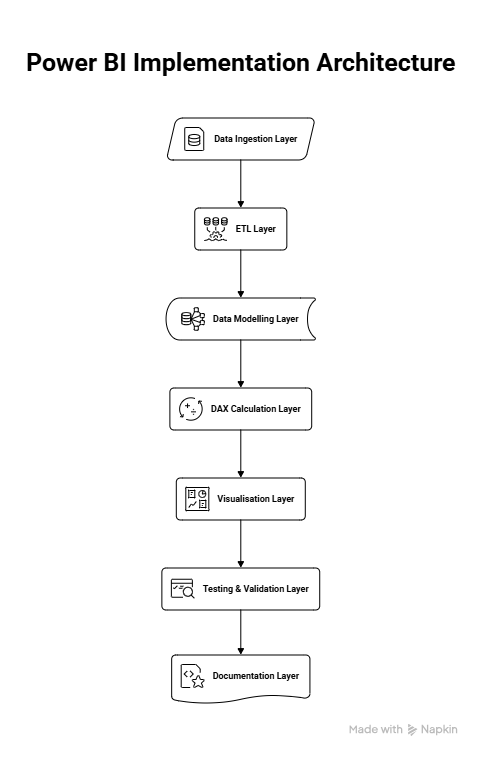 Power BI Implementation Architecture
Data Ingestion Layer
ETL Layer
Data Modelling Layer
DAX Calculation Layer
Visualisation Layer
Testing & Validation Layer
Documentation Layer
Made with Napkin